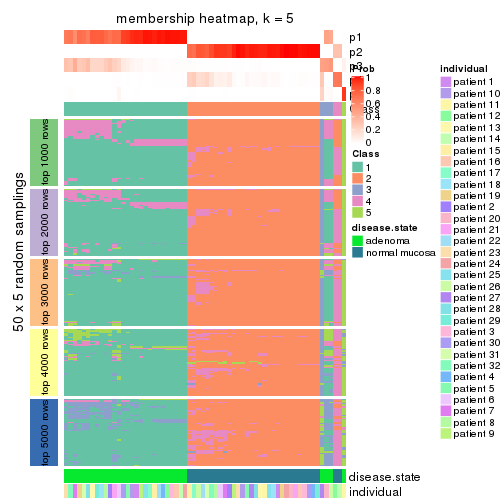 membership heatmap, k = 5
50 x 5 random samplings
top 1000 rows
top 2000 rows
top 3000 rows
top 4000 rows
top 5000 rows
p1
p2
Prob
1
0.8
0.6
0.4
0.2
0
Class
1
2
3
4
5
disease.state
adenoma
normal mucosa
disease.state
individual
individual
patient 1
patient 10
patient 11
patient 12
patient 13
patient 14
patient 15
patient 16
patient 17
patient 18
patient 19
patient 2
patient 20
patient 21
patient 22
patient 23
patient 24
patient 25
patient 26
patient 27
patient 28
patient 29
patient 3
patient 30
patient 31
patient 32
patient 4
patient 5
patient 6
patient 7
patient 8
patient 9